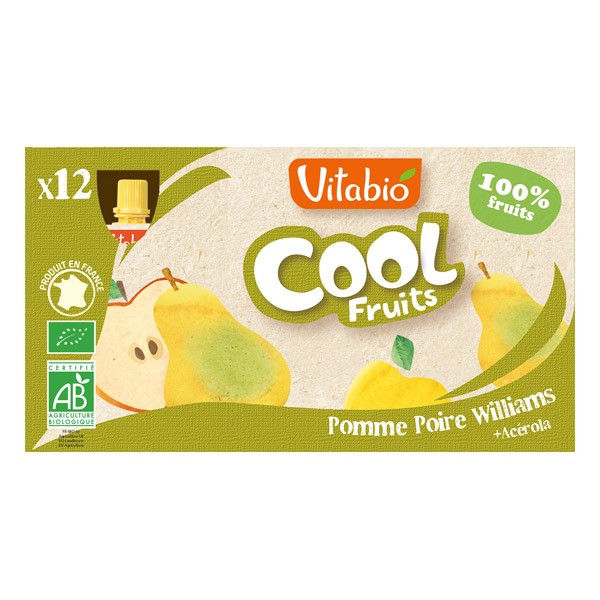 x12
Vitabio
100%
fruits
COOL
Fruits
PRODUIT EN FRANCE
CERTIFIÉ
AB
AGRICULTURE
BIOLOGIQUE
Pomme Poire Williams
+Acérola